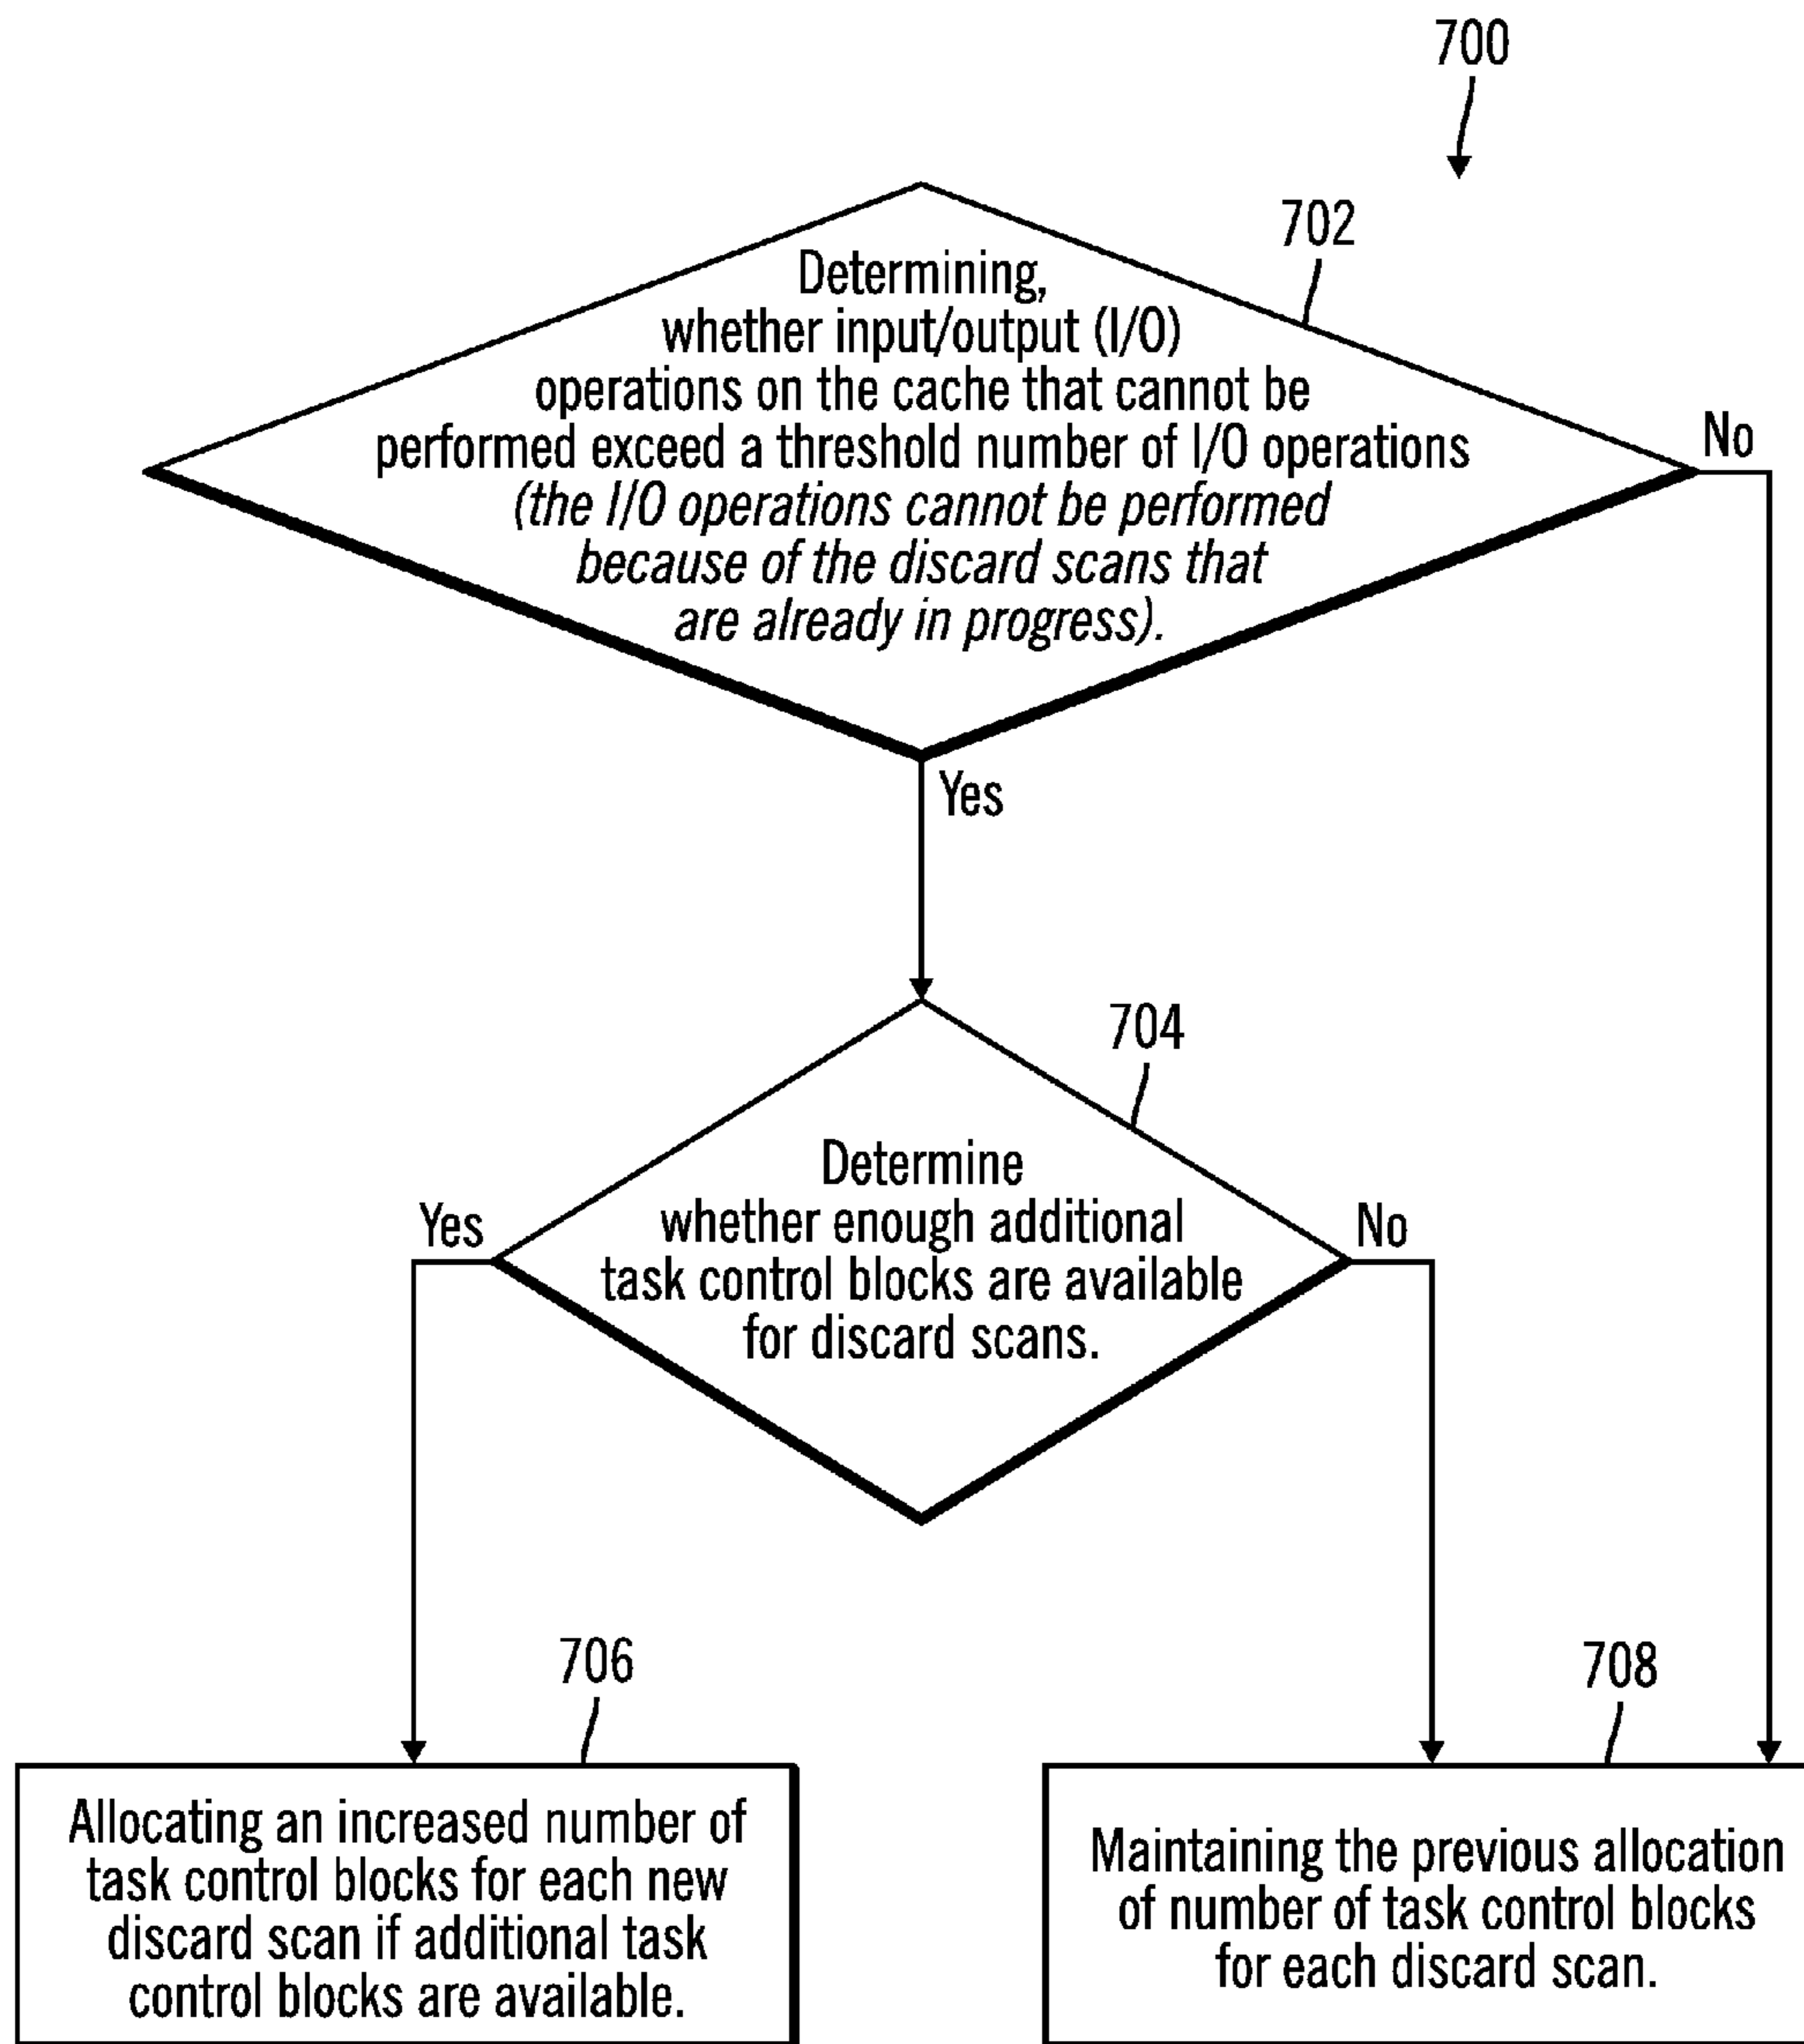 700
702
Determining,
whether input/output (I/O)
operations on the cache that cannot be
performed exceed a threshold number of I/O operations
(the I/O operations cannot be performed
because of the discard scans that
are already in progress).
No
Yes
704
Determine
whether enough additional
task control blocks are available
for discard scans.
Yes
No
706
Allocating an increased number of
task control blocks for each new
discard scan if additional task
control blocks are available.
708
Maintaining the previous allocation
of number of task control blocks
for each discard scan.